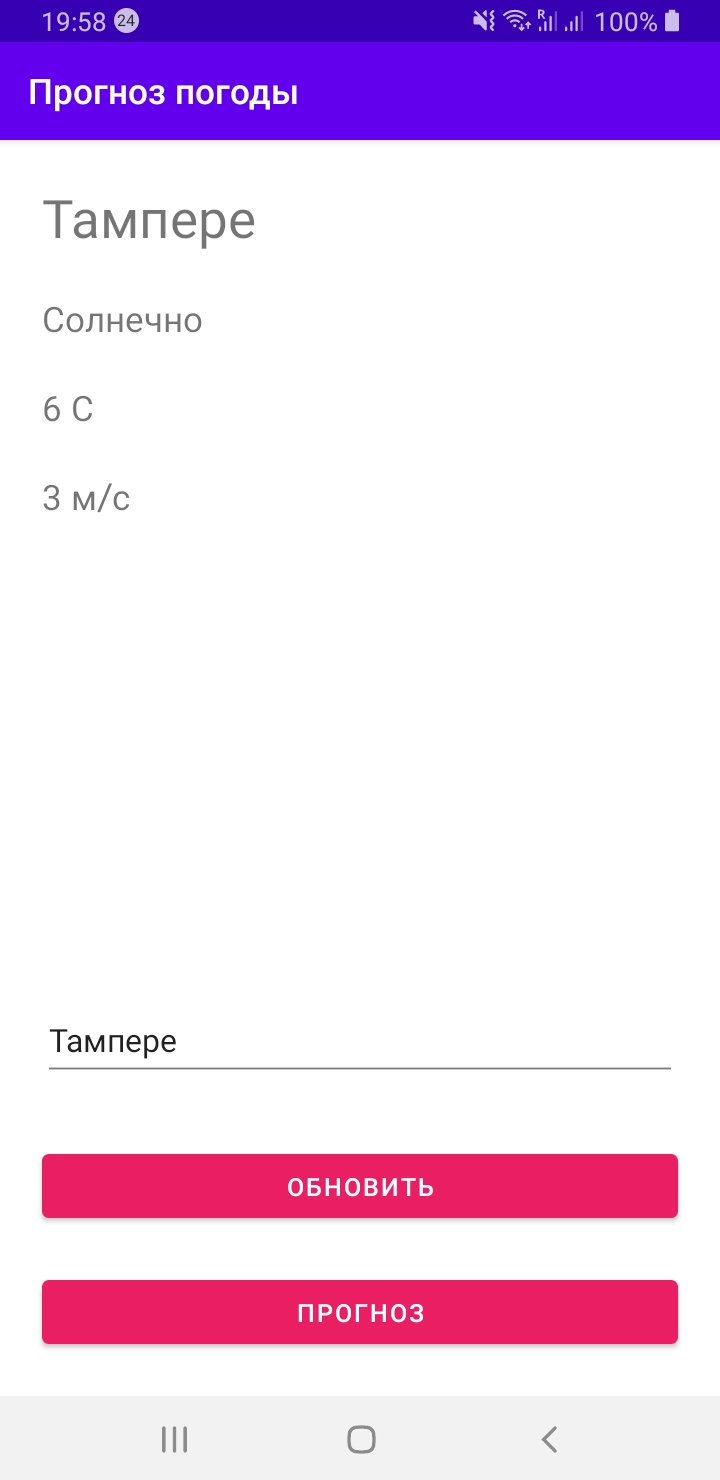 19:58 24 R 100%
Прогноз погоды
Тампере
Солнечно
6 С
3 м/с
Тампере
ОБНОВИТЬ
ПРОГНОЗ